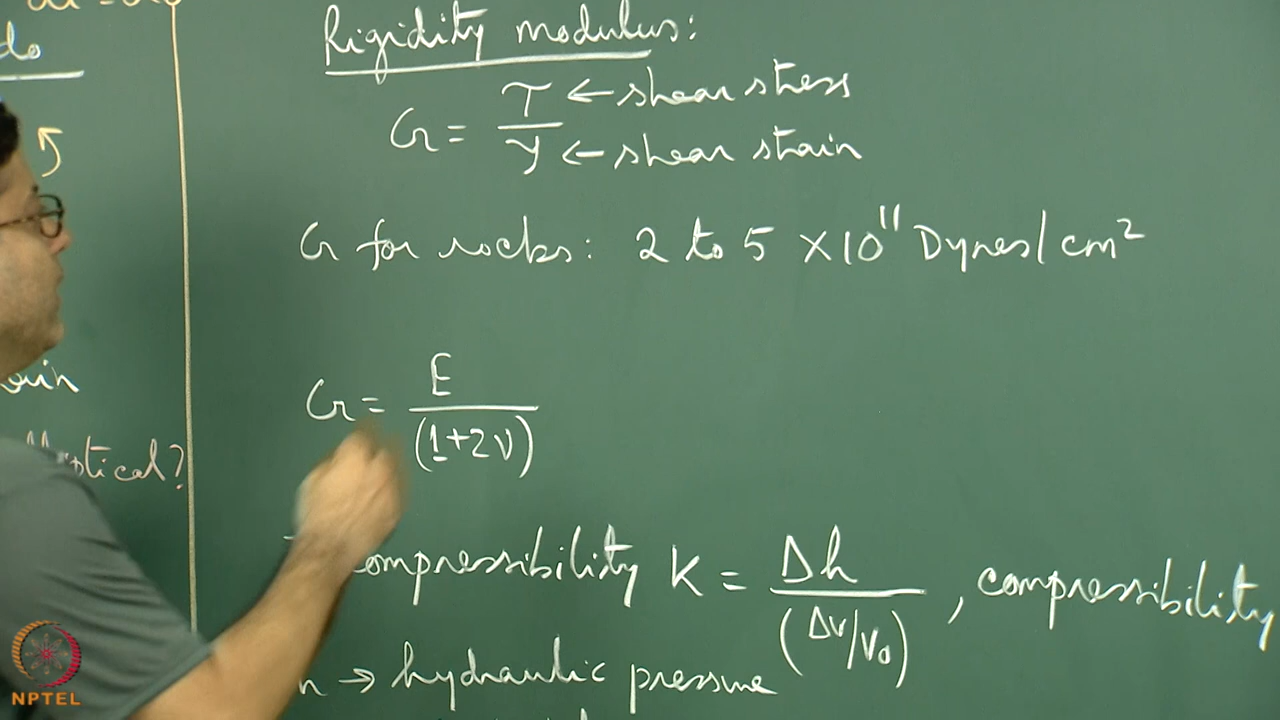 do
Rigidity modulus:
G = τ/γ ← shear stress ← shear strain
G for rocks: 2 to 5 ×10¹¹ Dynes/cm²
G = E/(1+2ν)
compressibility K = Δh/(ΔV/V₀), compressibility
h → hydraulic pressure
NPTEL